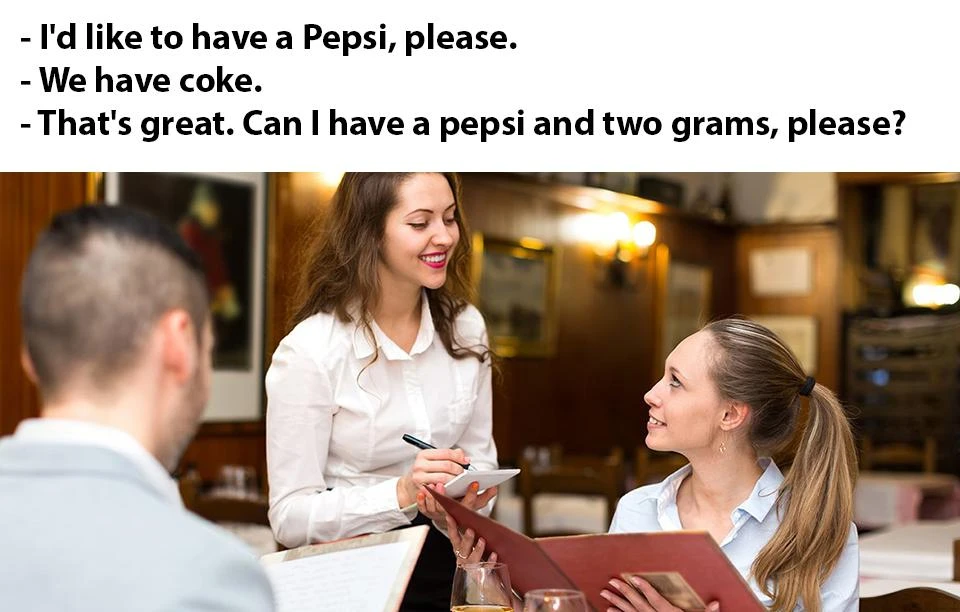 - I'd like to have a Pepsi, please.
- We have coke.
- That's great. Can I have a pepsi and two grams, please?